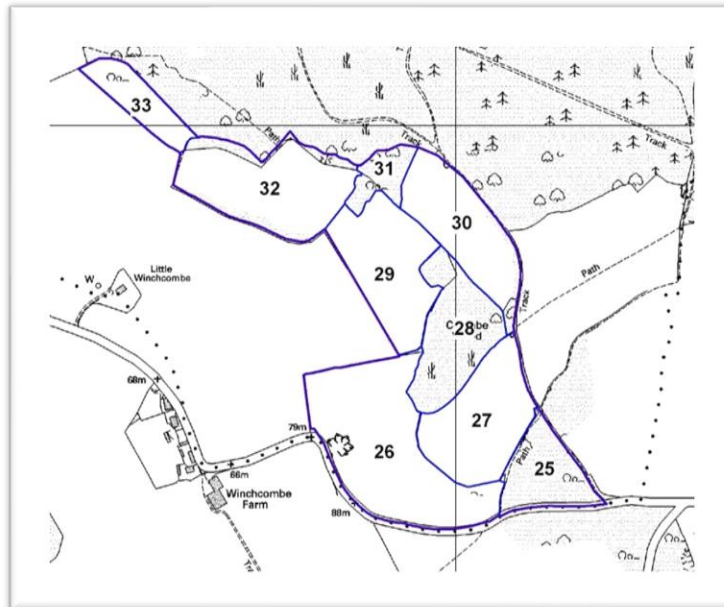 33
Path
Track
Track
31
32
30
29
Path
Little
Winchcombe
W
Track
28
68m
27
79m
26
Path
25
66m
Winchcombe
Farm
88m